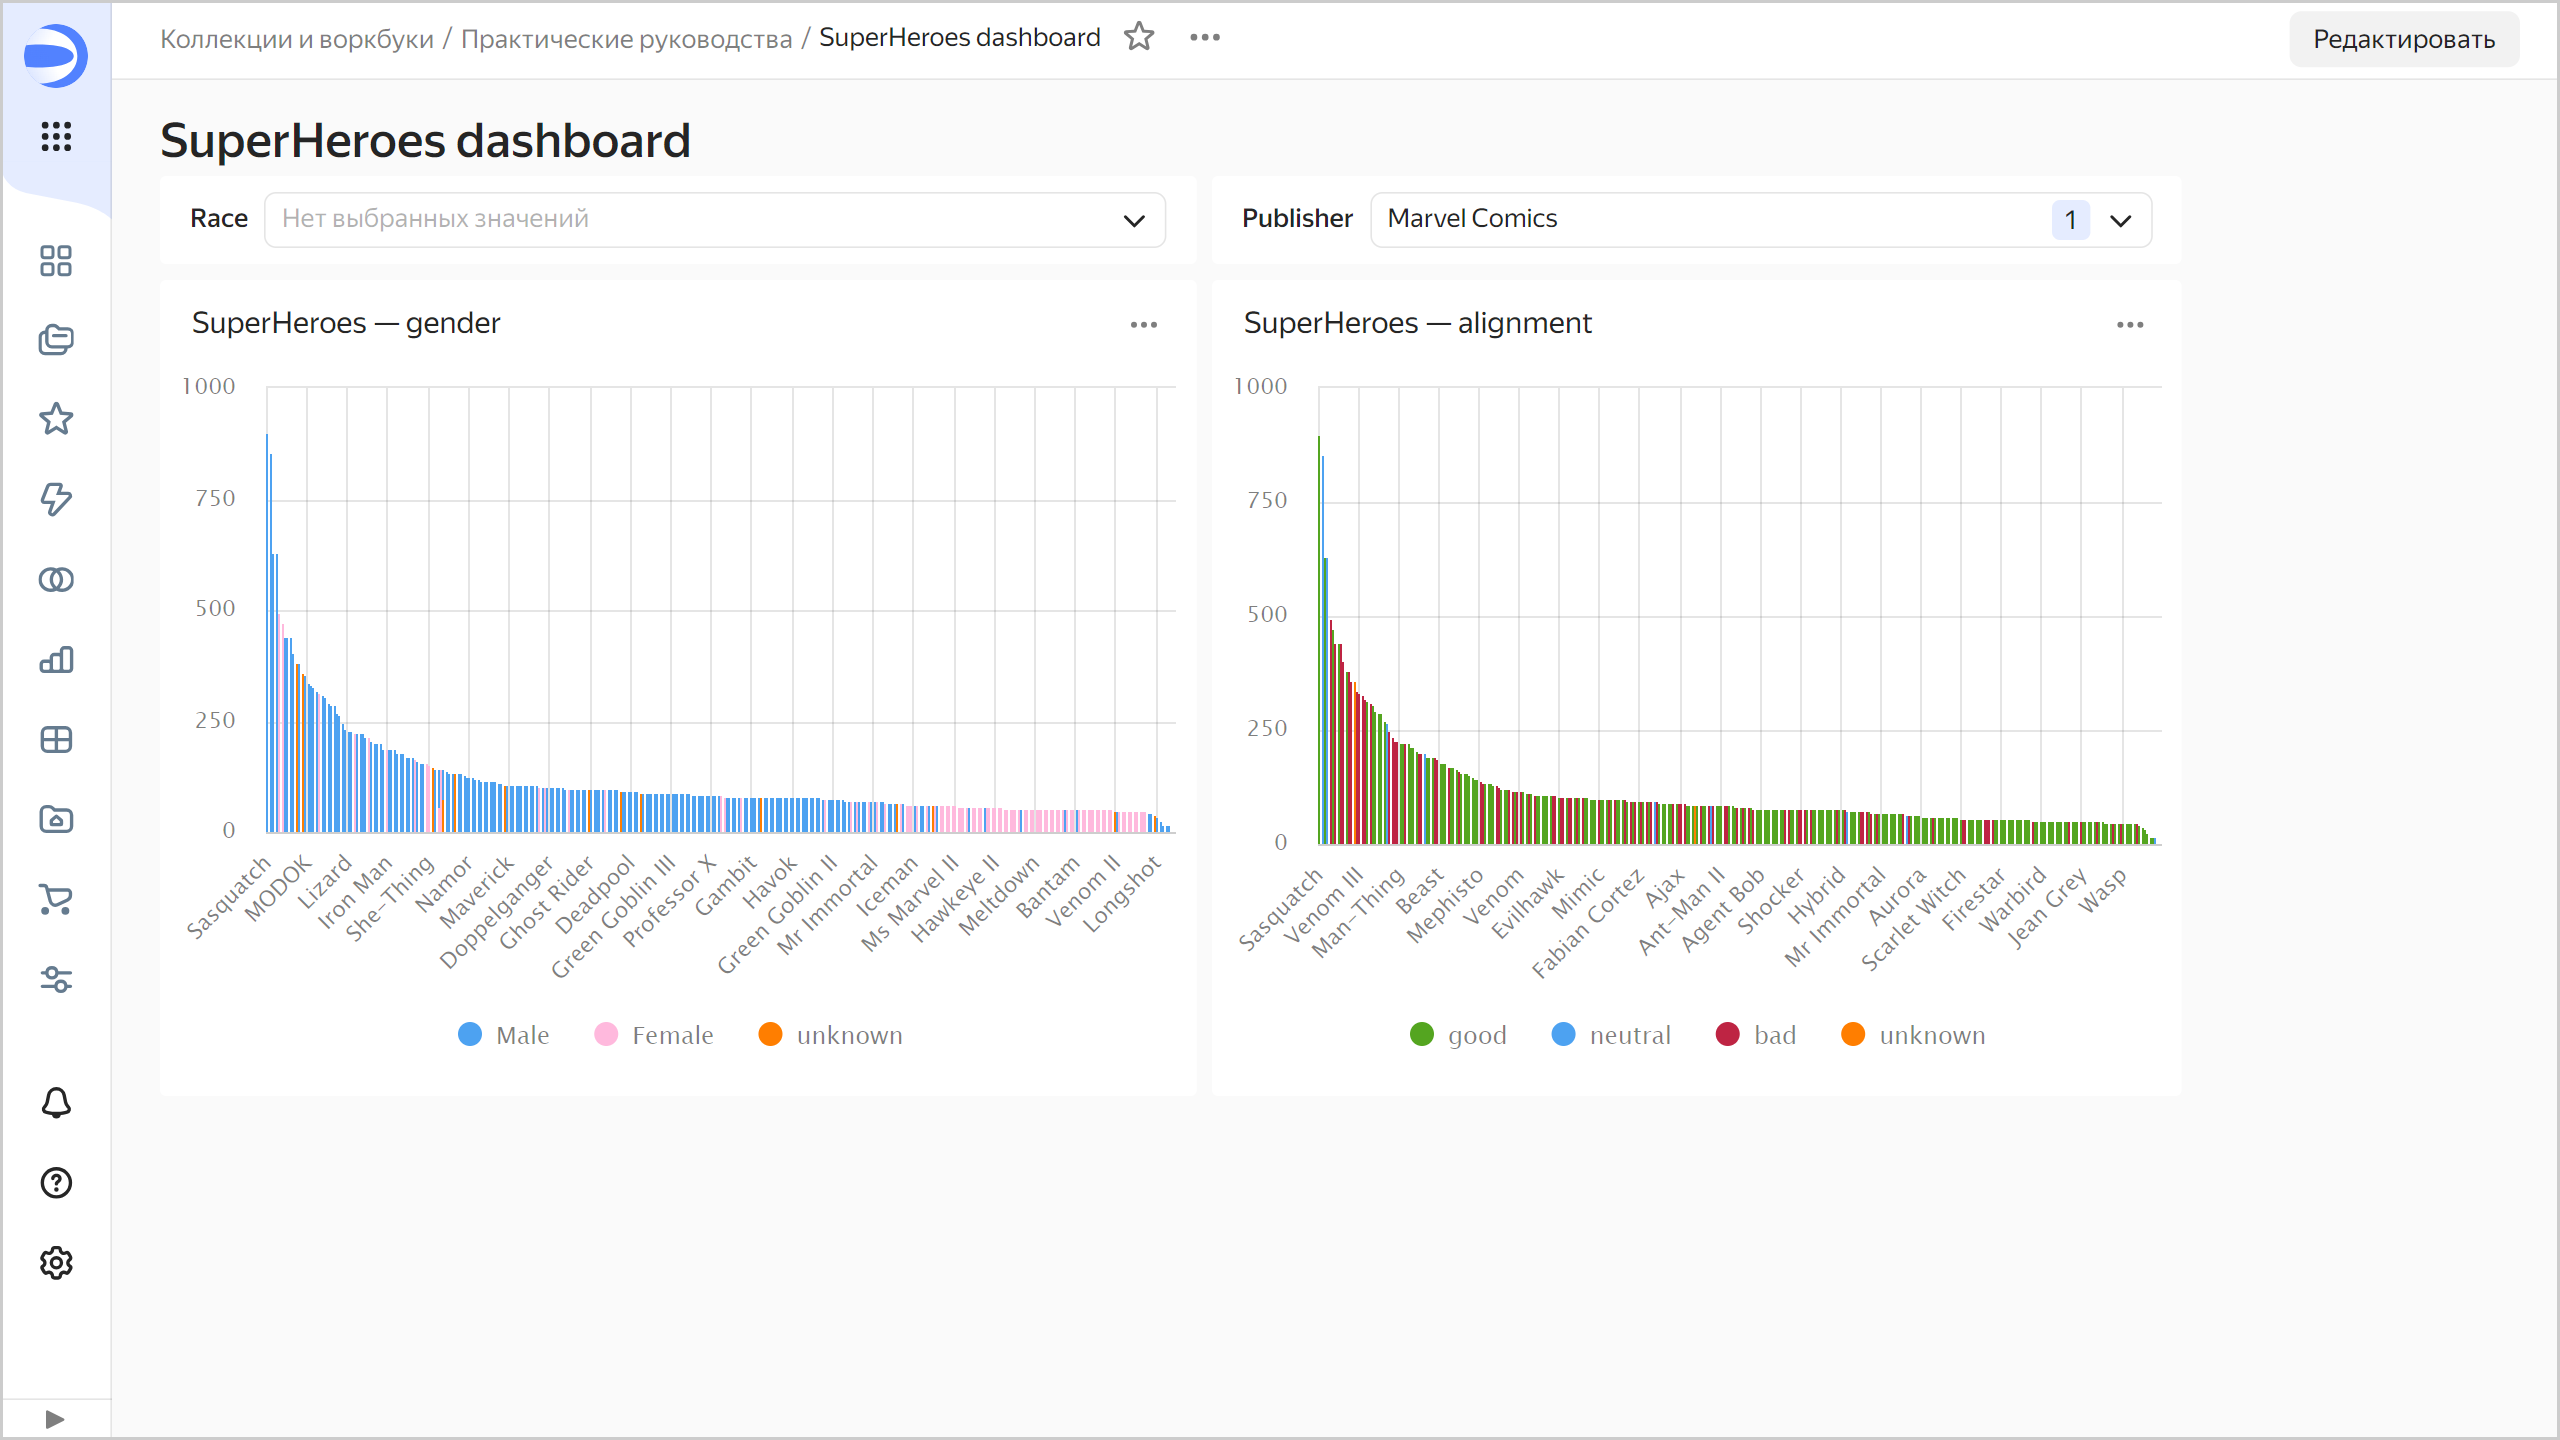 Коллекции и воркбуки / Практические руководства / SuperHeroes dashboard
Редактировать
SuperHeroes dashboard
Race Нет выбранных значений
Publisher Marvel Comics 1
SuperHeroes — gender
1000
750
500
250
0
Sasquatch
MODOK
Lizard
Iron Man
She-Thing
Namor
Maverick
Doppelganger
Ghost Rider
Deadpool
Green Goblin III
Professor X
Gambit
Havok
Green Goblin II
Mr Immortal
Iceman
Ms Marvel II
Hawkeye II
Meltdown
Bantam
Venom II
Longshot
Male Female unknown
SuperHeroes — alignment
1000
750
500
250
0
Sasquatch
Venom III
Man-Thing
Beast
Mephisto
Venom
Evilhawk
Mimic
Fabian Cortez
Ajax
Ant-Man II
Agent Bob
Shocker
Hybrid
Mr Immortal
Aurora
Scarlet Witch
Firestar
Warbird
Jean Grey
Wasp
good neutral bad unknown